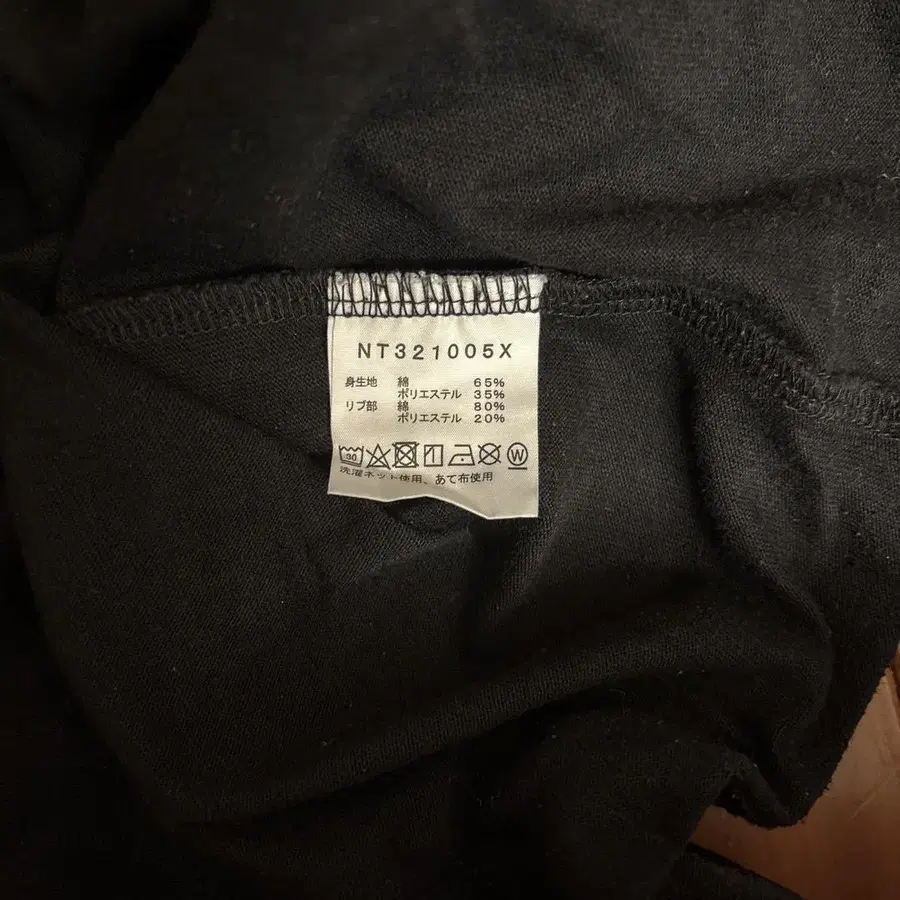 NT321005X
身生地 綿 65%
ポリエステル 35%
リブ部 綿 80%
ポリエステル 20%
30 W
洗濯ネット使用、あて布使用